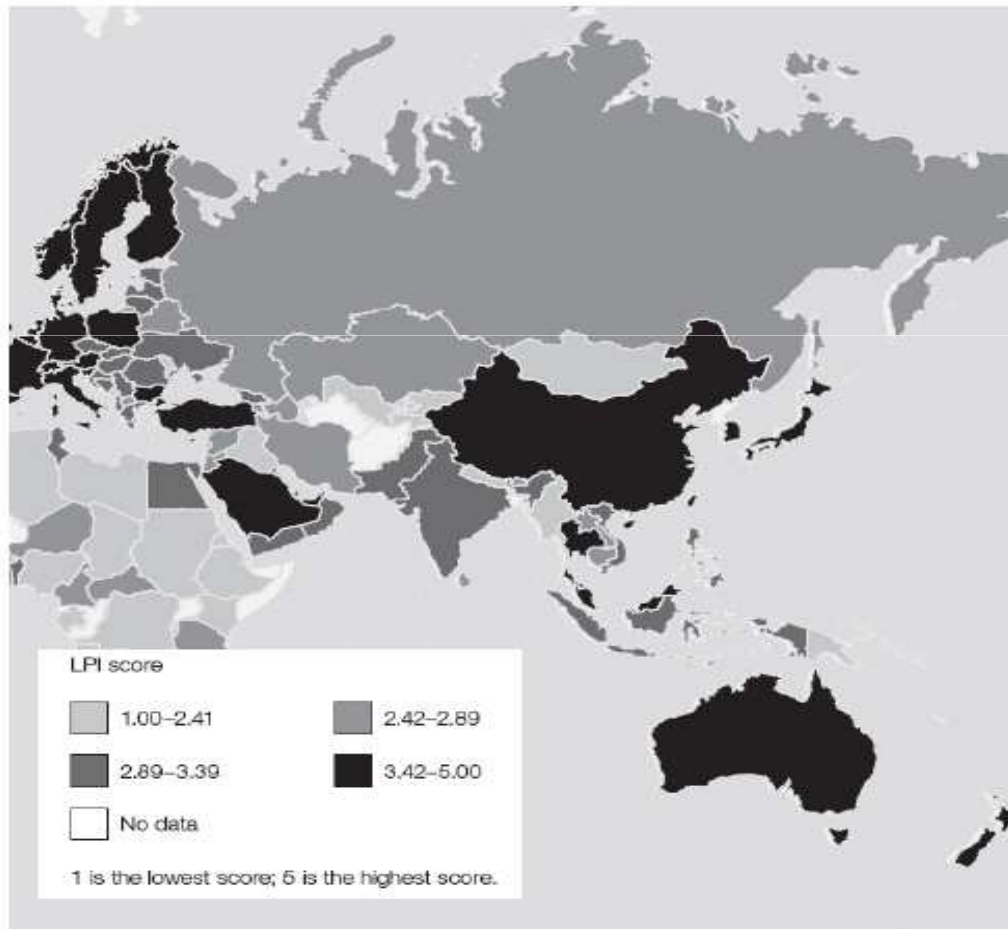 LPI score
1.00–2.41
2.42–2.89
2.89–3.39
3.42–5.00
No data
1 is the lowest score; 5 is the highest score.